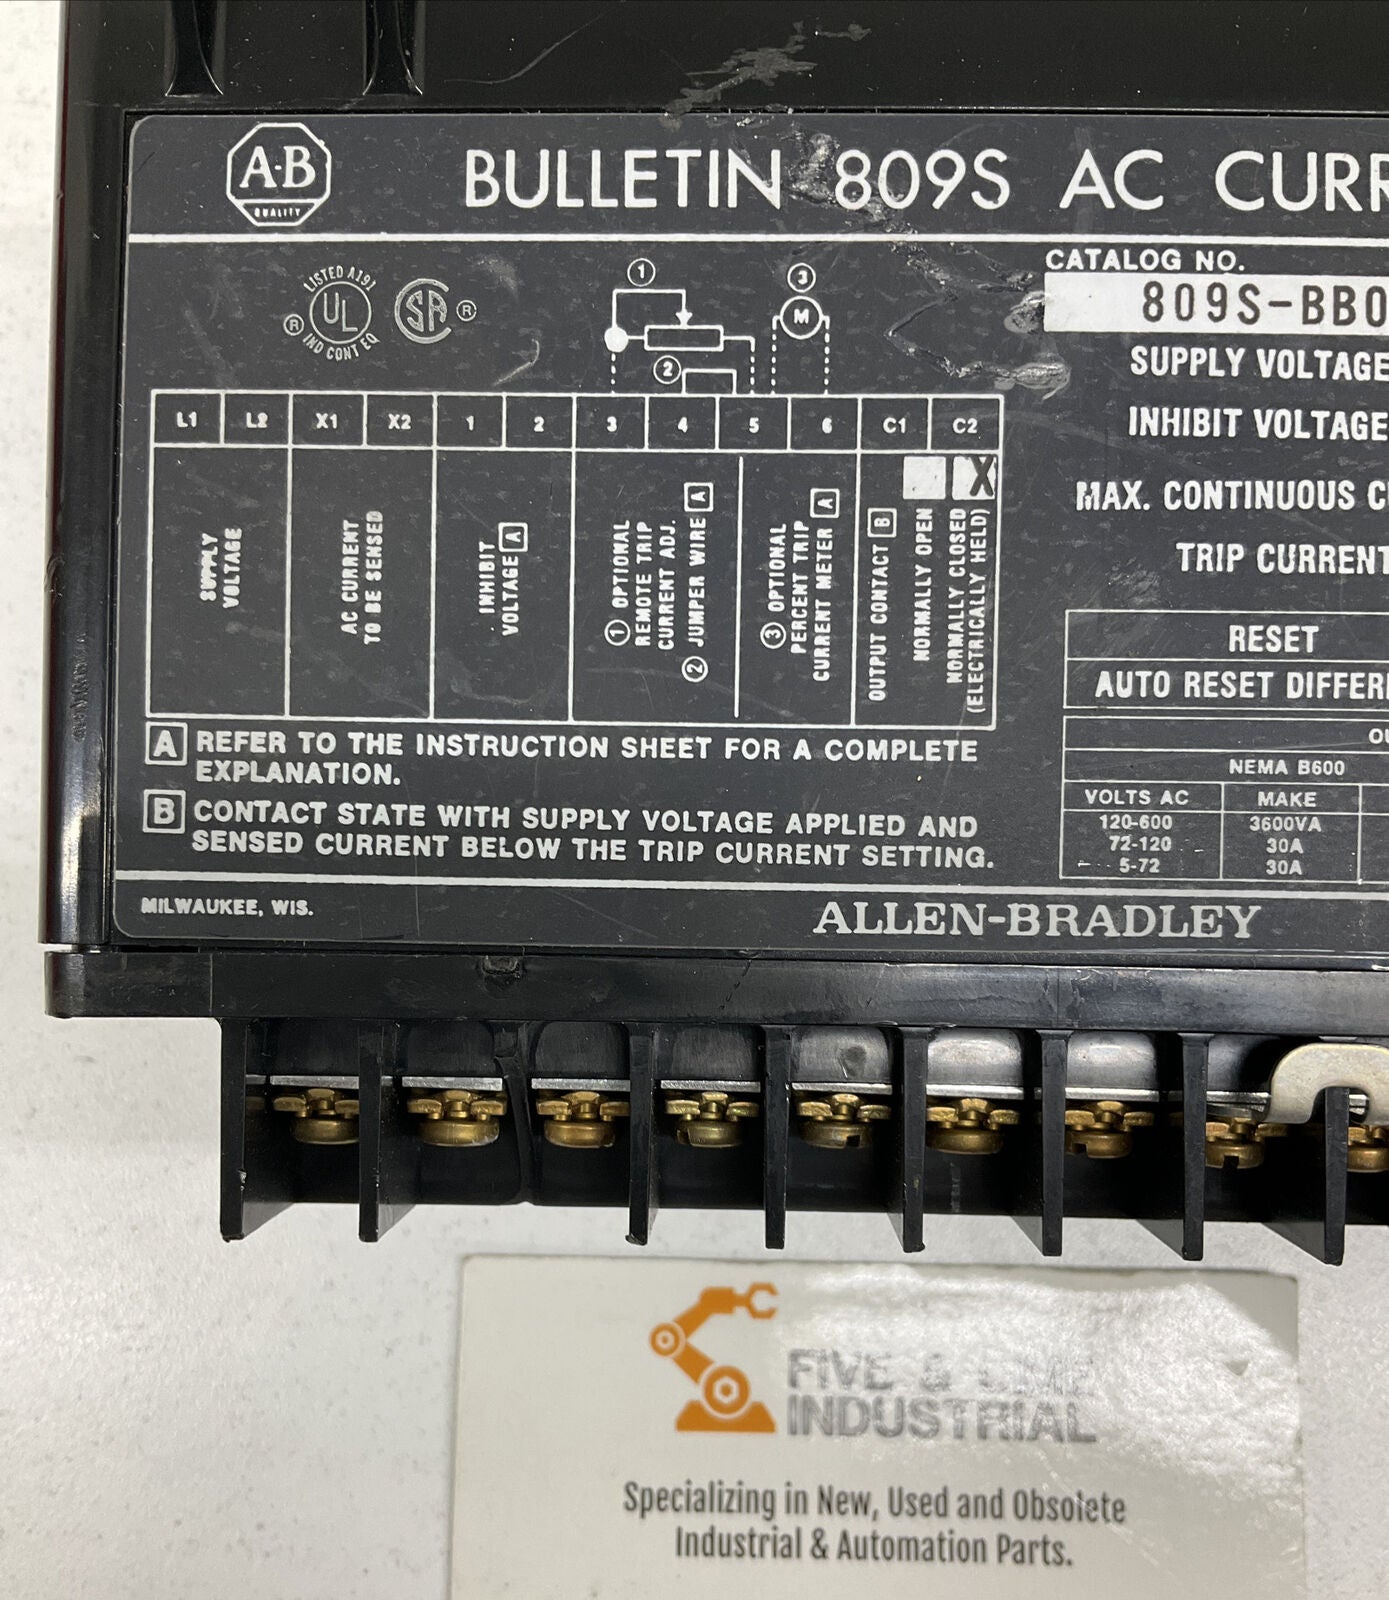 A-B
QUALITY
BULLETIN 809S AC CURR
LISTED A191
UL
®
IND CONT EQ
SA ®
1
3
M
2
CATALOG NO.
809S-BB0
SUPPLY VOLTAGE
INHIBIT VOLTAGE
MAX. CONTINUOUS C
TRIP CURRENT
L1 L2 X1 X2 1 2 3 4 5 6 C1 C2
X
SUPPLY
VOLTAGE
AC CURRENT
TO BE SENSED
INHIBIT
VOLTAGE A
1 OPTIONAL
REMOTE TRIP
CURRENT ADJ.
2 JUMPER WIRE A
3 OPTIONAL
PERCENT TRIP
CURRENT METER A
OUTPUT CONTACT B
NORMALLY OPEN
NORMALLY CLOSED
(ELECTRICALLY HELD)
A REFER TO THE INSTRUCTION SHEET FOR A COMPLETE
EXPLANATION.
B CONTACT STATE WITH SUPPLY VOLTAGE APPLIED AND
SENSED CURRENT BELOW THE TRIP CURRENT SETTING.
RESET
AUTO RESET DIFFER
OU
NEMA B600
VOLTS AC MAKE
120-600 3600VA
72-120 30A
5-72 30A
MILWAUKEE, WIS.
ALLEN-BRADLEY
FIVE & DIME
INDUSTRIAL
Specializing in New, Used and Obsolete
Industrial & Automation Parts.